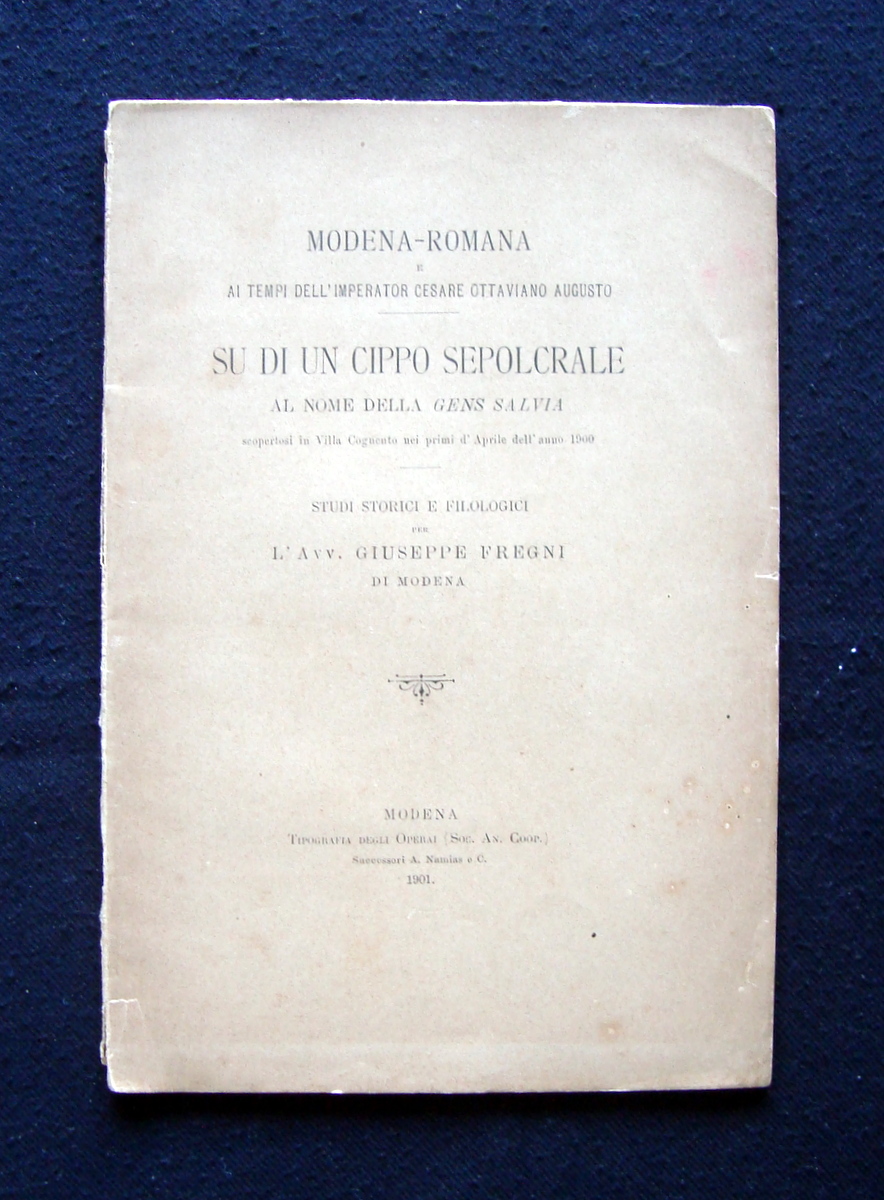 MODENA-ROMANA
E
AI TEMPI DELL'IMPERATOR CESARE OTTAVIANO AUGUSTO
SU DI UN CIPPO SEPOLCRALE
AL NOME DELLA GENS SALVIA
scopertosi in Villa Cognento nei primi d'Aprile dell'anno 1900
STUDI STORICI E FILOLOGICI
PER
L'Avv. GIUSEPPE FREGNI
DI MODENA
MODENA
Tipografia degli Operai (Soc. An. Coop.)
Successori A. Namias e C.
1901.